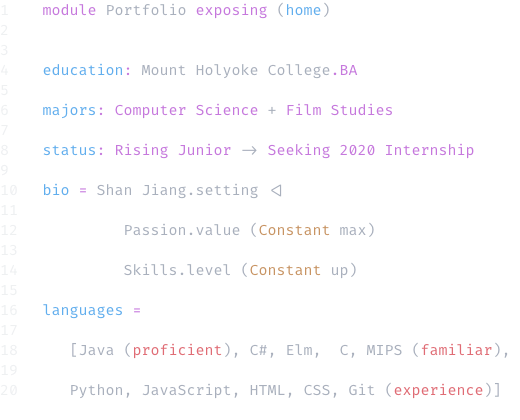 1 module Portfolio exposing (home)
2
3
4 education: Mount Holyoke College.BA
5
6 majors: Computer Science + Film Studies
7
8 status: Rising Junior -> Seeking 2020 Internship
9
10 bio = Shan Jiang.setting <|
11
12 Passion.value (Constant max)
13
14 Skills.level (Constant up)
15
16 languages =
17
18 [Java (proficient), C#, Elm,  C, MIPS (familiar),
19
20 Python, JavaScript, HTML, CSS, Git (experience)]